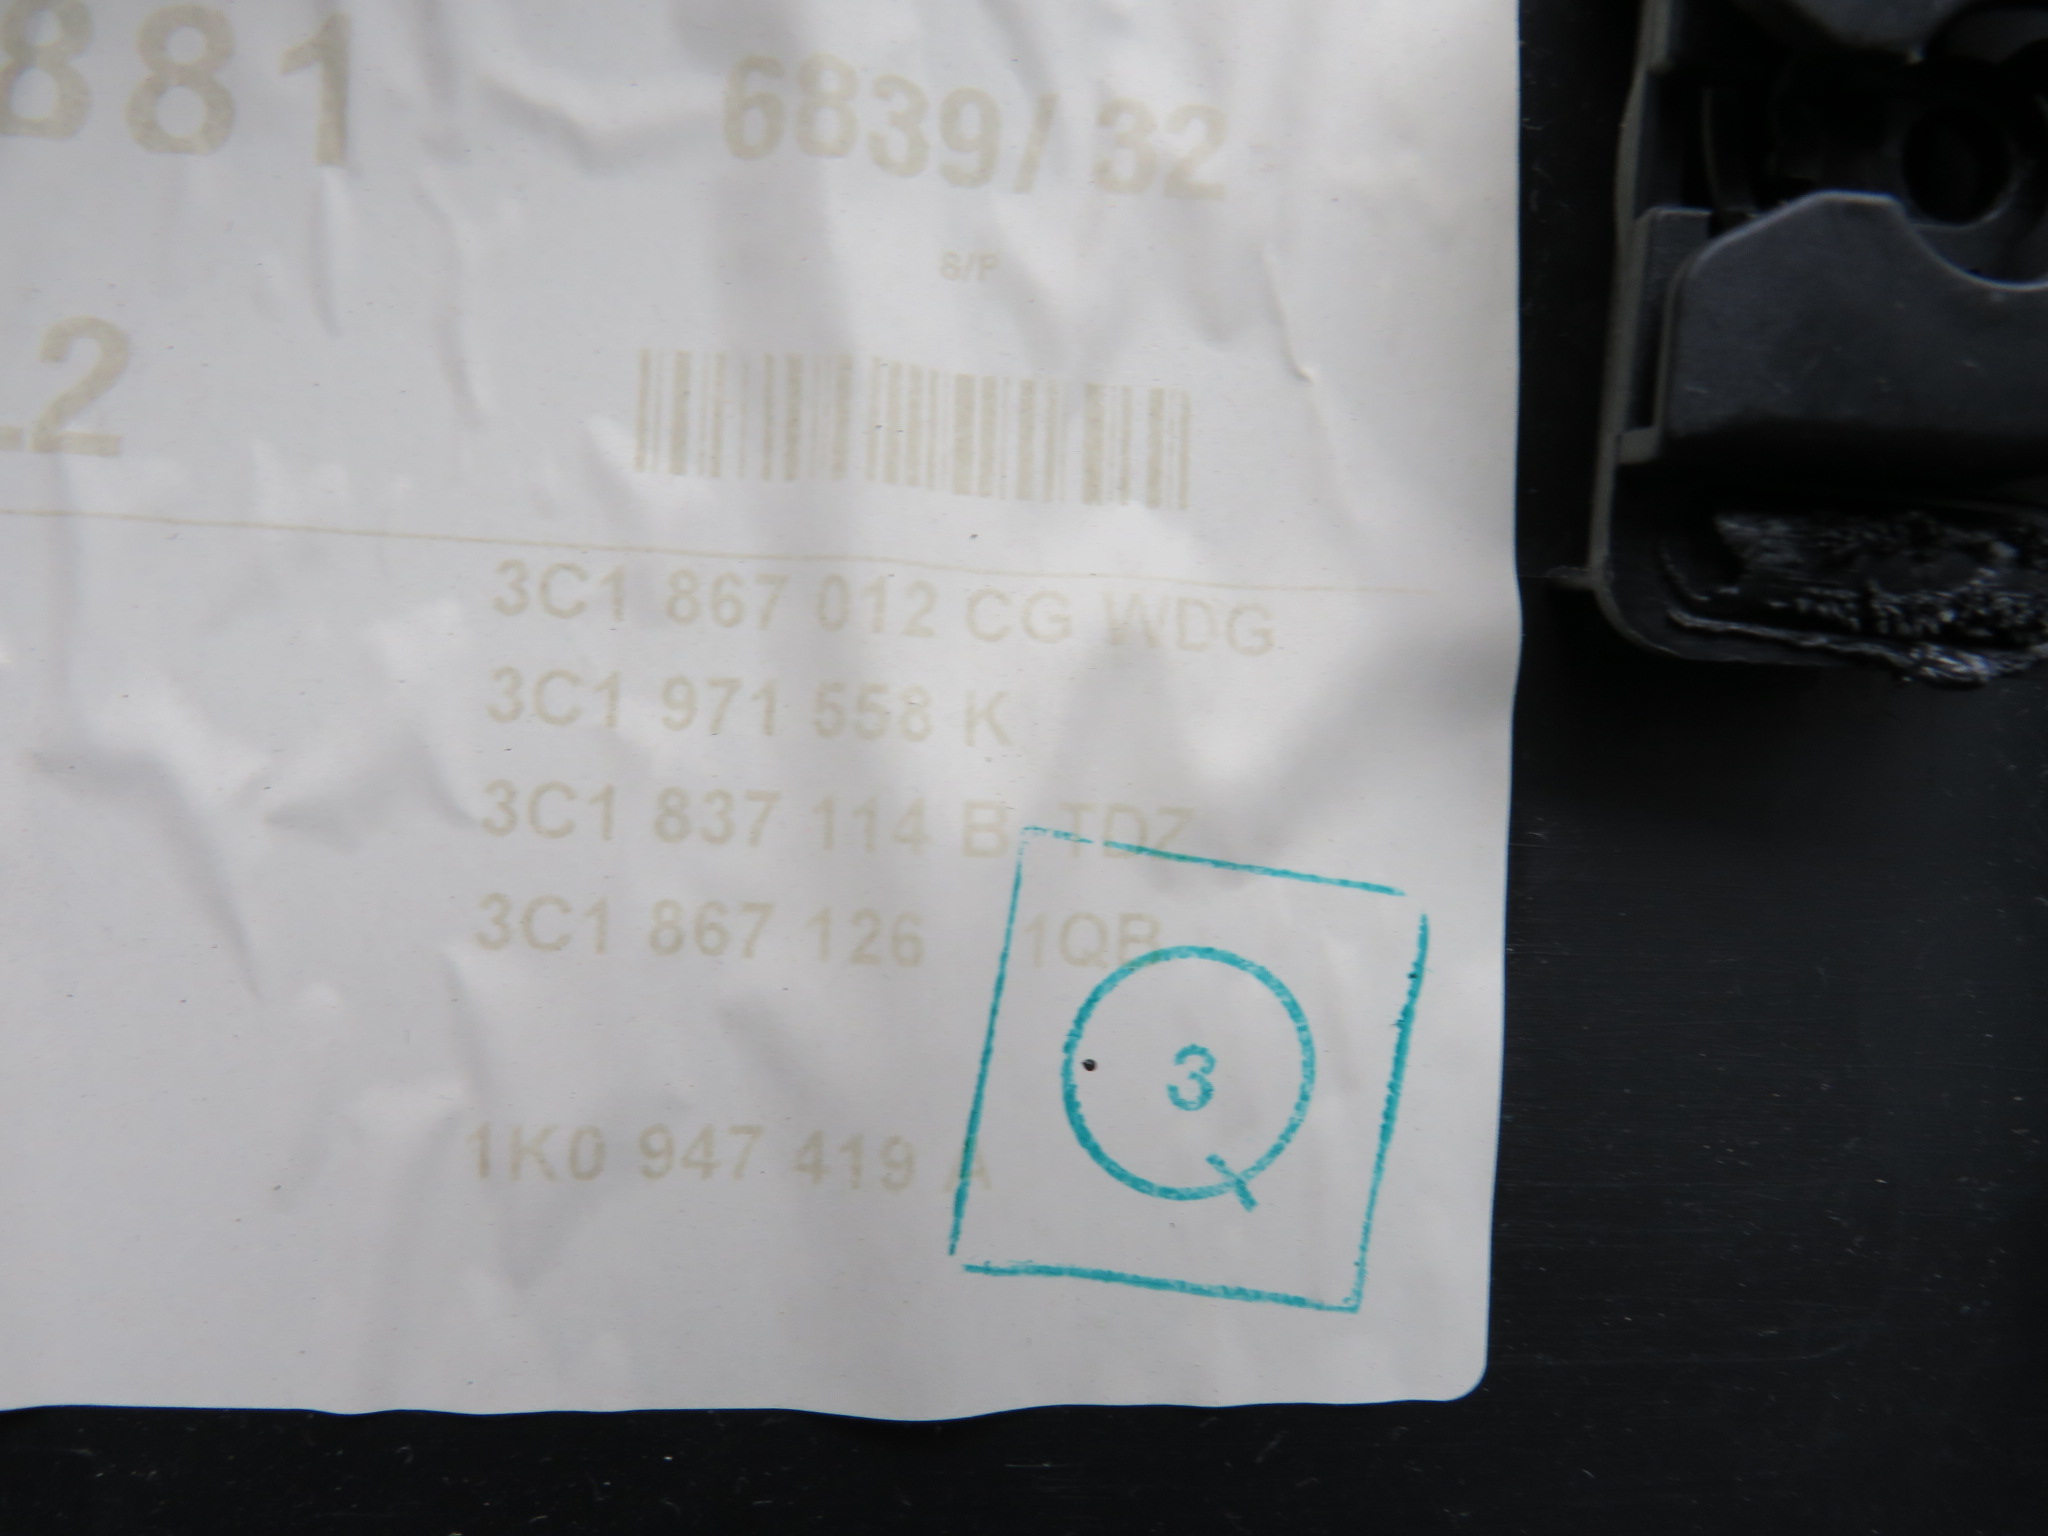 881
6839/ 32
S/P
L2
3C1 867 012 CG WDG
3C1 971 558 K
3C1 837 114 B TDZ
3C1 867 126 1QB
1K0 947 419 A
Q
3